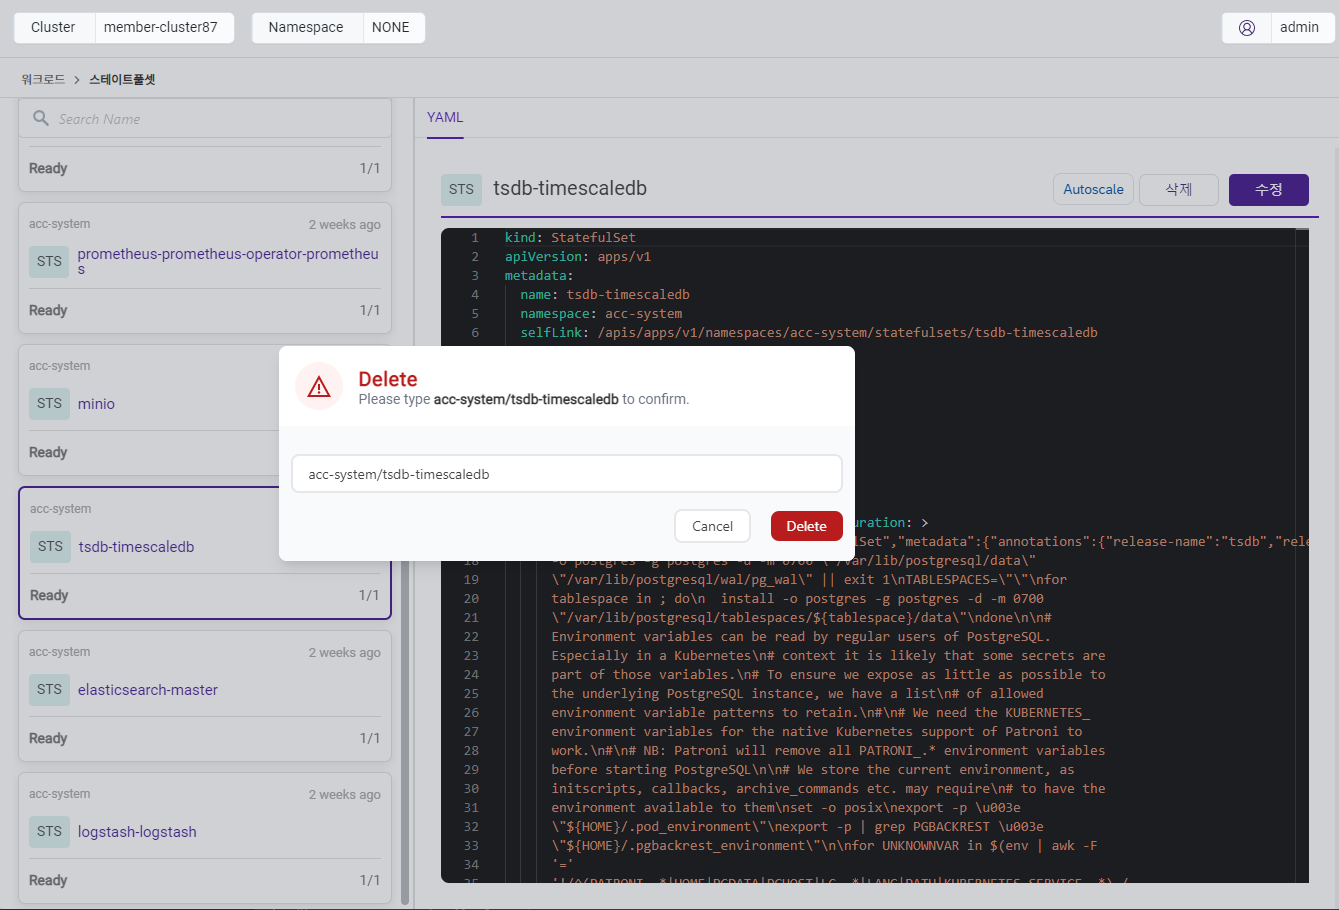 Cluster member-cluster87 Namespace NONE admin
워크로드 > 스테이트풀셋
Search Name
Ready 1/1
acc-system 2 weeks ago
STS prometheus-prometheus-operator-prometheu
s
Ready 1/1
acc-system
STS minio
Ready
acc-system
STS tsdb-timescaledb
Ready 1/1
acc-system 2 weeks ago
STS elasticsearch-master
Ready 1/1
acc-system 2 weeks ago
STS logstash-logstash
Ready 1/1
YAML
STS tsdb-timescaledb Autoscale 삭제 수정
1 kind: StatefulSet
2 apiVersion: apps/v1
3 metadata:
4 name: tsdb-timescaledb
5 namespace: acc-system
6 selfLink: /apis/apps/v1/namespaces/acc-system/statefulsets/tsdb-timescaledb
Delete
Please type acc-system/tsdb-timescaledb to confirm.
acc-system/tsdb-timescaledb
Cancel Delete
uration: >
lSet","metadata":{"annotations":{"release-name":"tsdb","rele
18 -o postgres -g postgres -d -m 0700 \"/var/lib/postgresql/data\"
19 \"/var/lib/postgresql/wal/pg_wal\" || exit 1\nTABLESPACES=\"\"\nfor
20 tablespace in ; do\n  install -o postgres -g postgres -d -m 0700
21 \"/var/lib/postgresql/tablespaces/${tablespace}/data\"\ndone\n\n#
22 Environment variables can be read by regular users of PostgreSQL.
23 Especially in a Kubernetes\n# context it is likely that some secrets are
24 part of those variables.\n# To ensure we expose as little as possible to
25 the underlying PostgreSQL instance, we have a list\n# of allowed
26 environment variable patterns to retain.\n#\n# We need the KUBERNETES_
27 environment variables for the native Kubernetes support of Patroni to
28 work.\n#\n# NB: Patroni will remove all PATRONI_.* environment variables
29 before starting PostgreSQL\n\n# We store the current environment, as
30 initscripts, callbacks, archive_commands etc. may require\n# to have the
31 environment available to them\nset -o posix\nexport -p \u003e
32 \"${HOME}/.pod_environment\"\nexport -p | grep PGBACKREST \u003e
33 \"${HOME}/.pgbackrest_environment\"\n\nfor UNKNOWNVAR in $(env | awk -F
34 '='
35